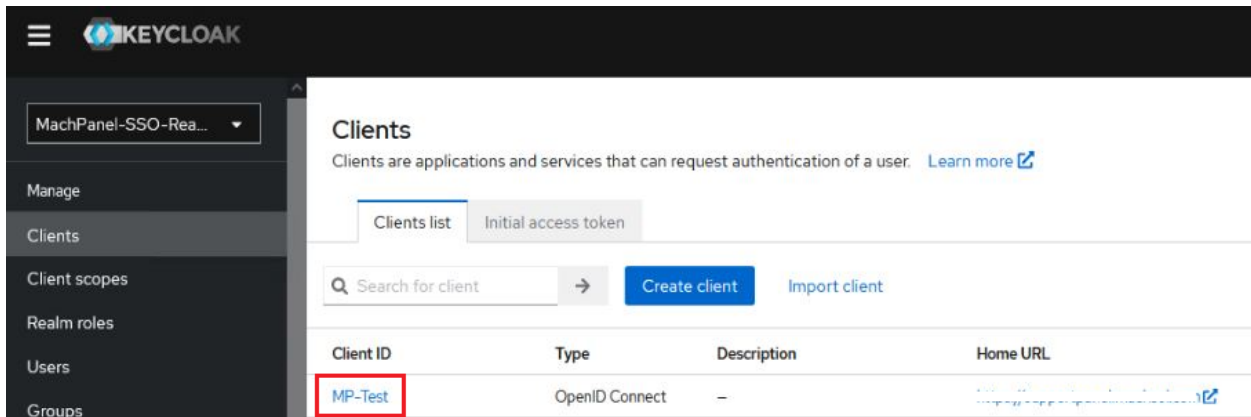 KEYCLOAK
MachPanel-SSO-Rea...
Manage
Clients
Client scopes
Realm roles
Users
Groups
Clients
Clients are applications and services that can request authentication of a user. Learn more
Clients list Initial access token
Search for client Create client Import client
Client ID Type Description Home URL
MP-Test OpenID Connect –